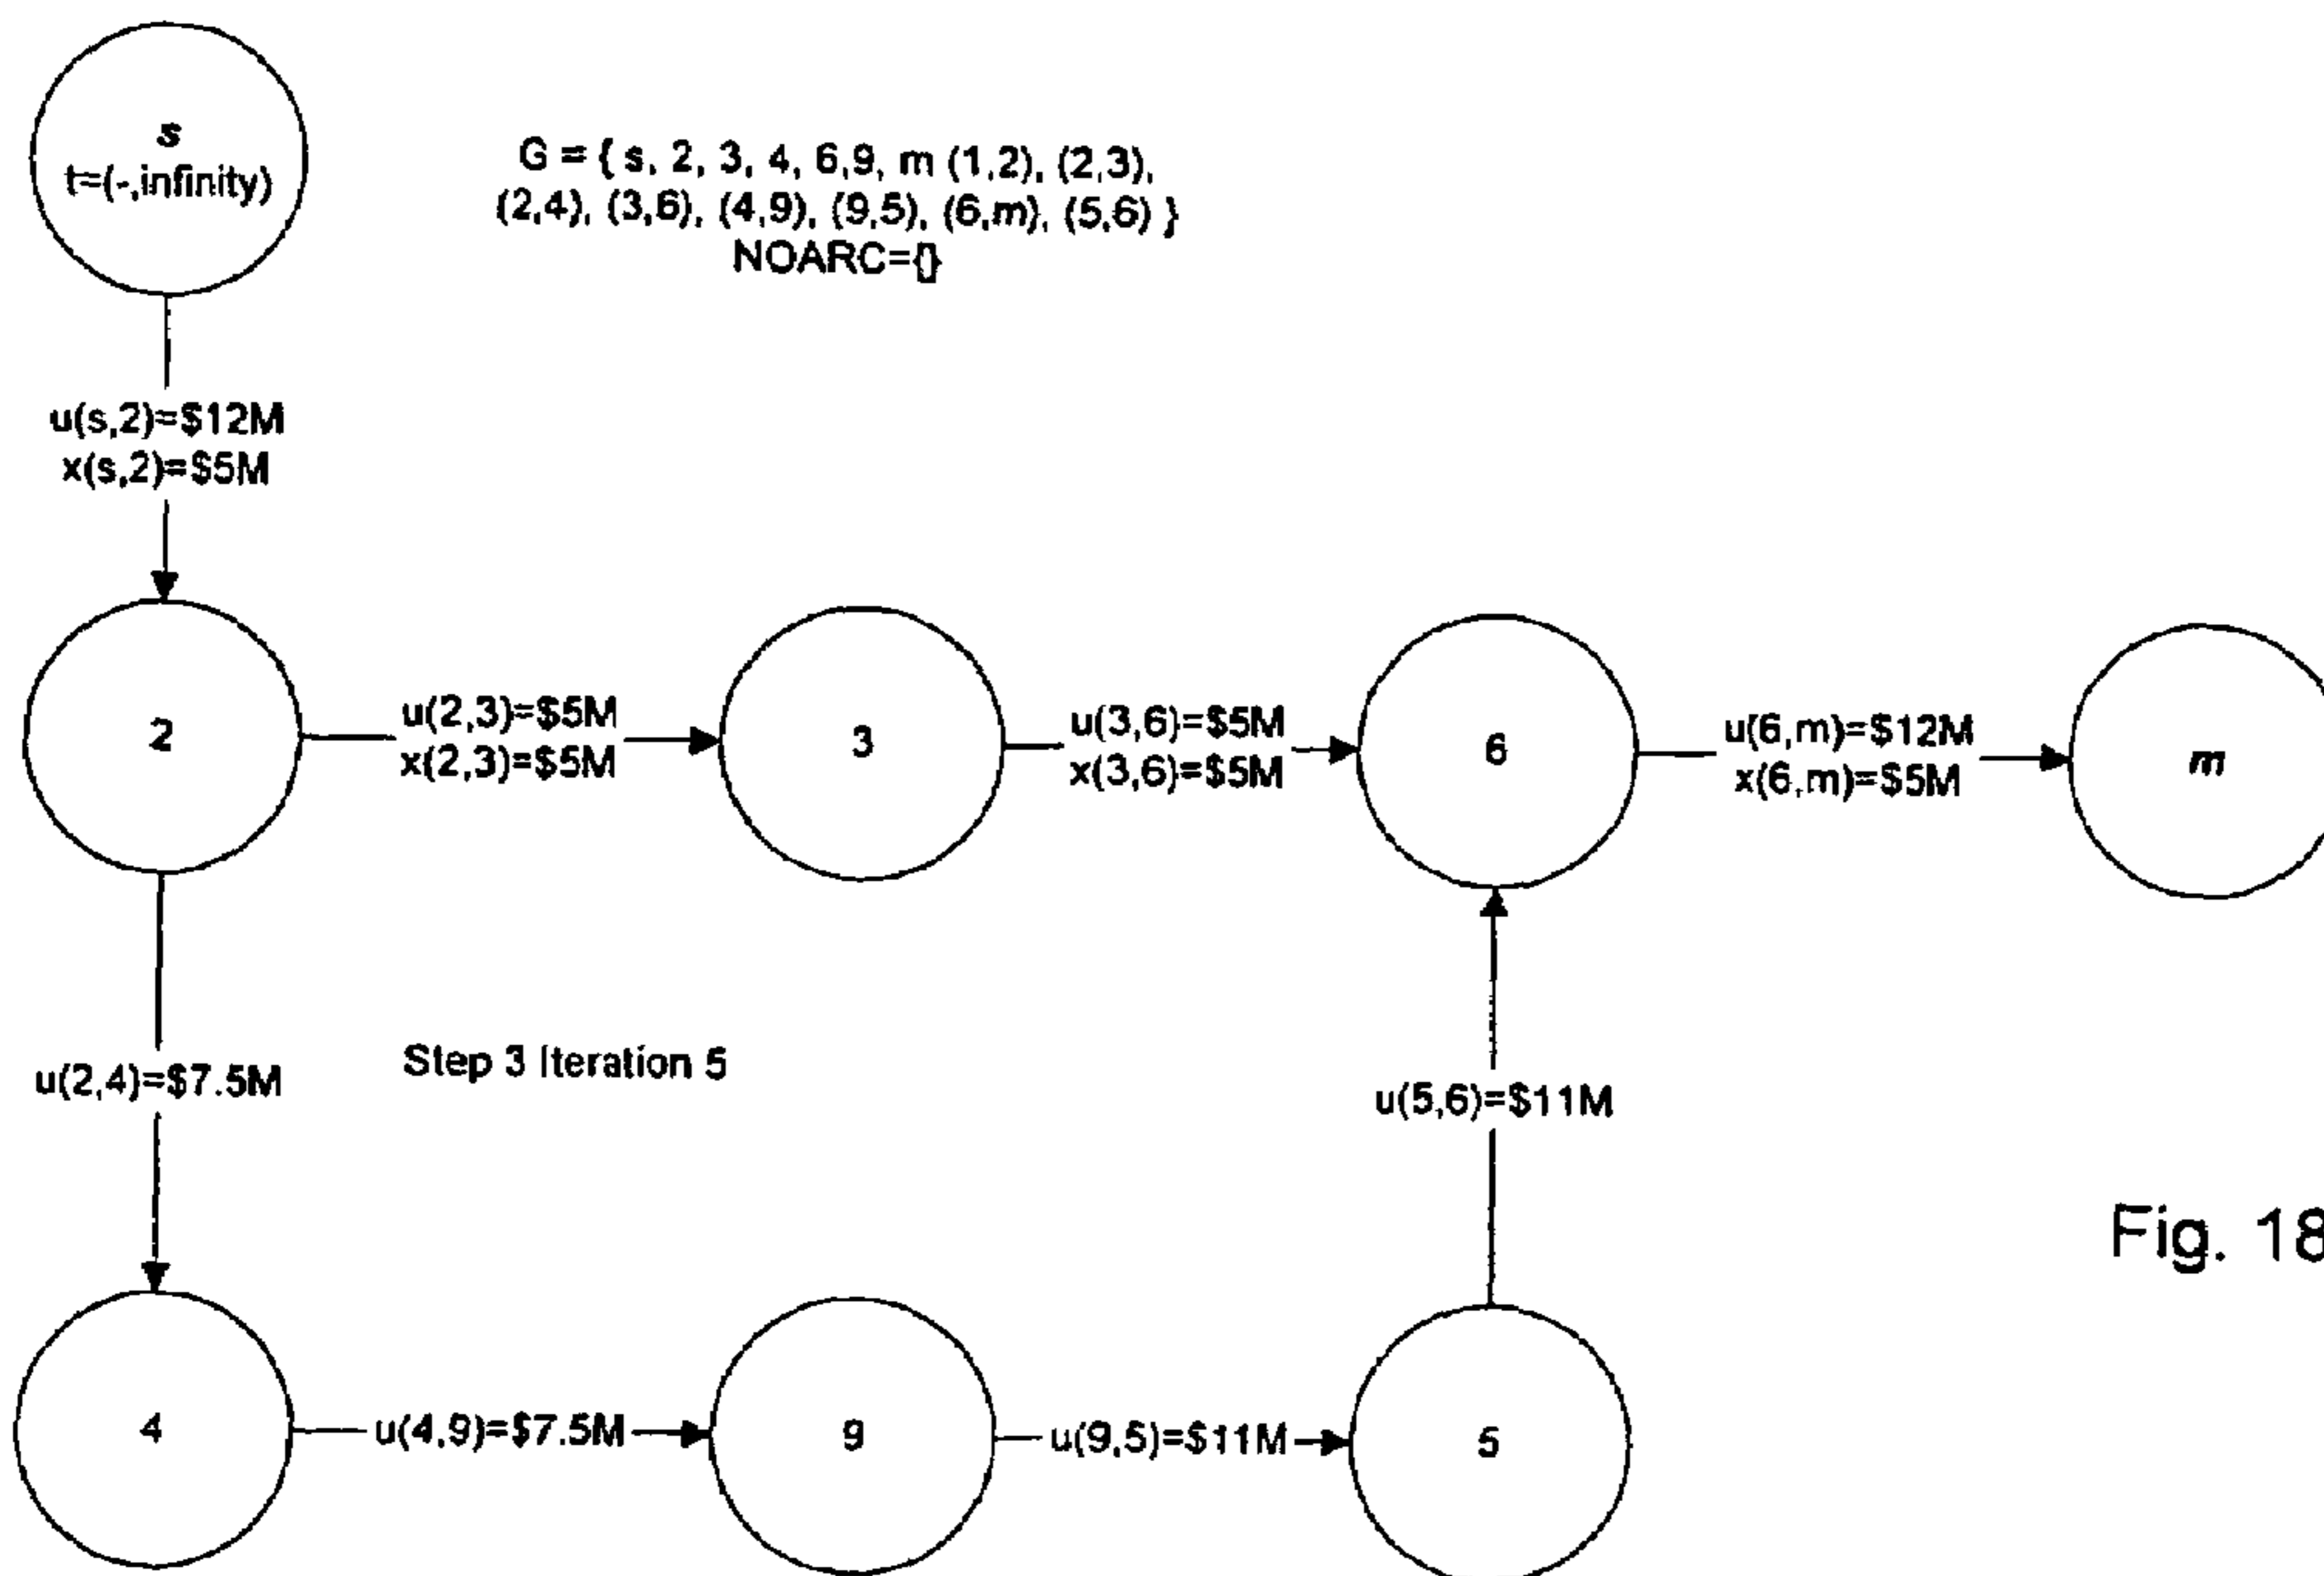 s
t=(-,infinity)
G = { s, 2, 3, 4, 6,9, m (1,2), (2,3),
(2,4), (3,6), (4,9), (9,5), (6,m), (5,6) }
NOARC={}
u(s,2)=$12M
x(s,2)=$5M
2
u(2,3)=$5M
x(2,3)=$5M
3
u(3,6)=$5M
x(3,6)=$5M
6
u(6,m)=$12M
x(6,m)=$5M
m
u(2,4)=$7.5M
Step 3 Iteration 5
u(5,6)=$11M
Fig. 18
4
u(4,9)=$7.5M
9
u(9,5)=$11M
5